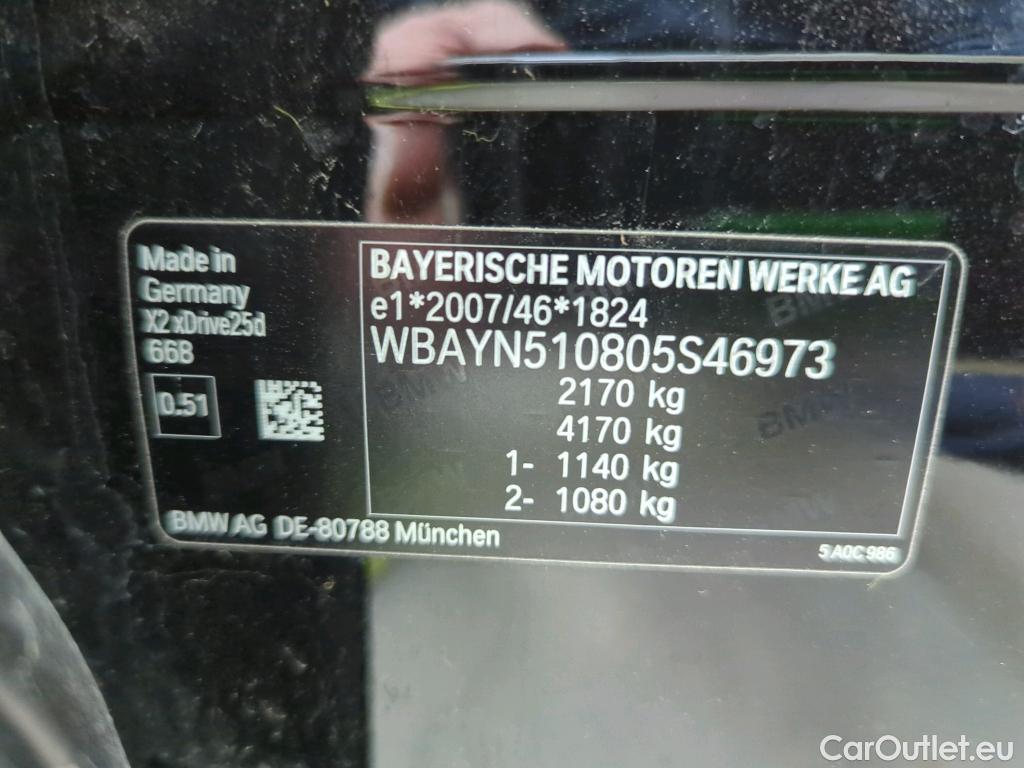 Made in
Germany
X2 xDrive25d
66B
0.51
BAYERISCHE MOTOREN WERKE AG
e1*2007/46*1824
WBAYN510805S46973
2170 kg
4170 kg
1- 1140 kg
2- 1080 kg
BMW AG DE-80788 München
5 A0C 986
CarOutlet.eu